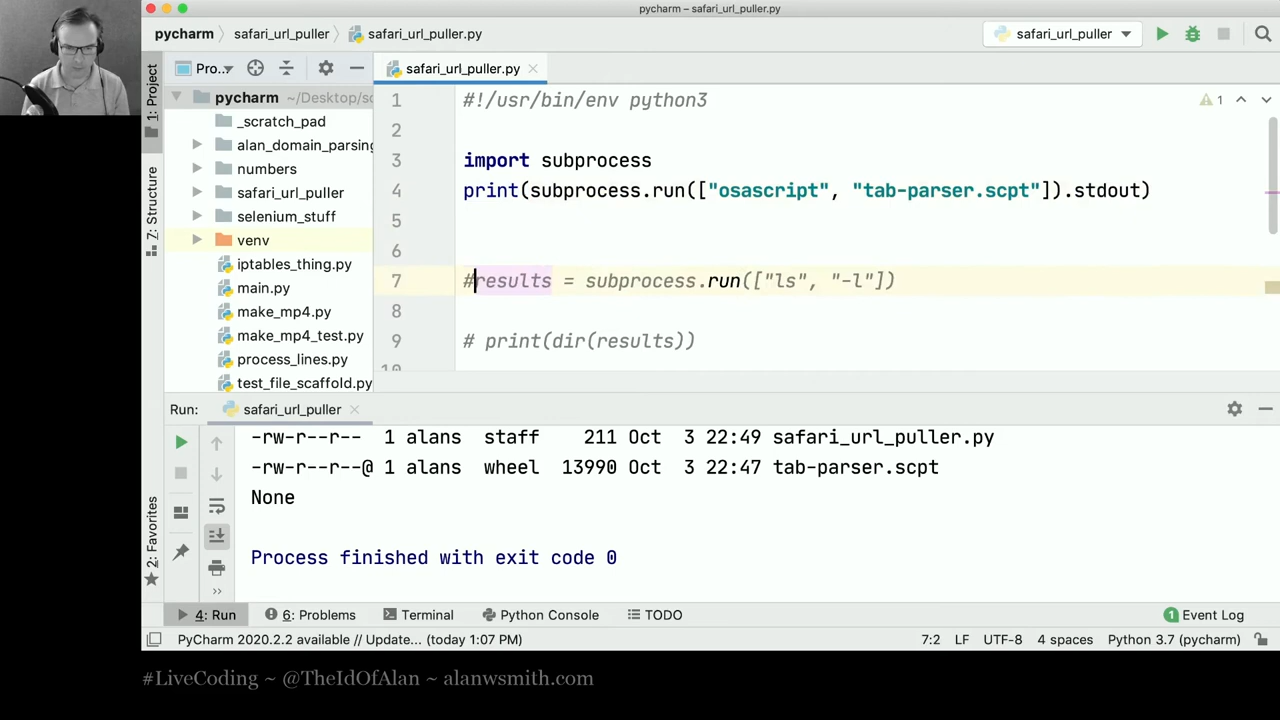 pycharm – safari_url_puller.py
pycharm safari_url_puller safari_url_puller.py safari_url_puller
1: Project
Pro... safari_url_puller.py
pycharm ~/Desktop/sc
_scratch_pad
alan_domain_parsing
numbers
safari_url_puller
selenium_stuff
venv
iptables_thing.py
main.py
make_mp4.py
make_mp4_test.py
process_lines.py
test_file_scaffold.py
7: Structure
2: Favorites
1 #!/usr/bin/env python3
1
2
3 import subprocess
4 print(subprocess.run(["osascript", "tab-parser.scpt"]).stdout)
5
6
7 #results = subprocess.run(["ls", "-l"])
8
9 # print(dir(results))
10
Run: safari_url_puller
-rw-r--r-- 1 alans staff 211 Oct 3 22:49 safari_url_puller.py
-rw-r--r--@ 1 alans wheel 13990 Oct 3 22:47 tab-parser.scpt
None
Process finished with exit code 0
4: Run 6: Problems Terminal Python Console TODO 1 Event Log
PyCharm 2020.2.2 available // Update... (today 1:07 PM) 7:2 LF UTF-8 4 spaces Python 3.7 (pycharm)
#LiveCoding ~ @TheIdOfAlan ~ alanwsmith.com